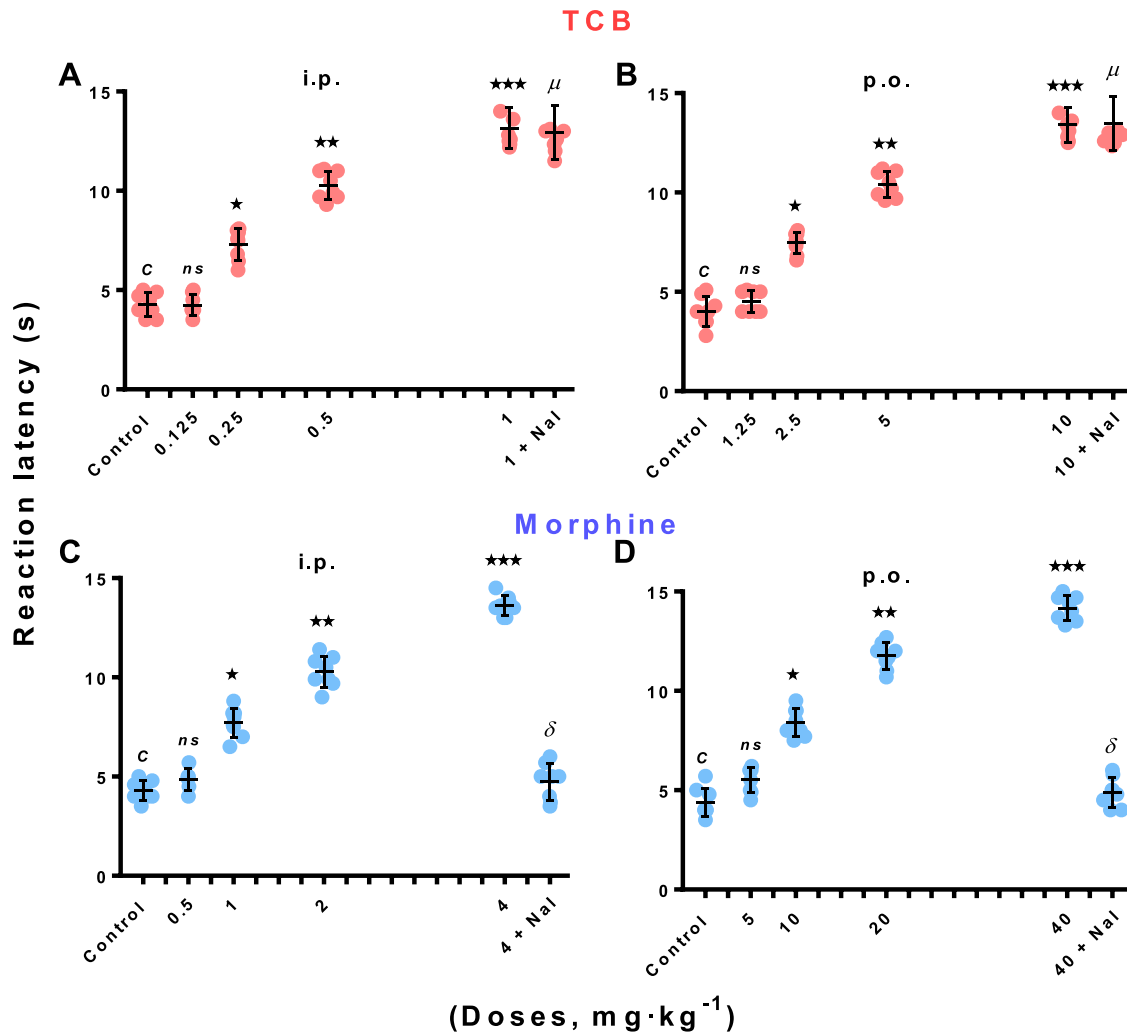 TCB
A
i.p.
15
10
5
0
C
ns
★
★★
★★★
μ
Control
0.125
0.25
0.5
1
1 + Nal
B
p.o.
15
10
5
0
C
ns
★
★★
★★★
μ
Control
1.25
2.5
5
10
10 + Nal
Reaction latency (s)
Morphine
C
i.p.
15
10
5
0
C
ns
★
★★
★★★
δ
Control
0.5
1
2
4
4 + Nal
D
p.o.
15
10
5
0
C
ns
★
★★
★★★
δ
Control
5
10
20
40
40 + Nal
(Doses, mg·kg⁻¹)